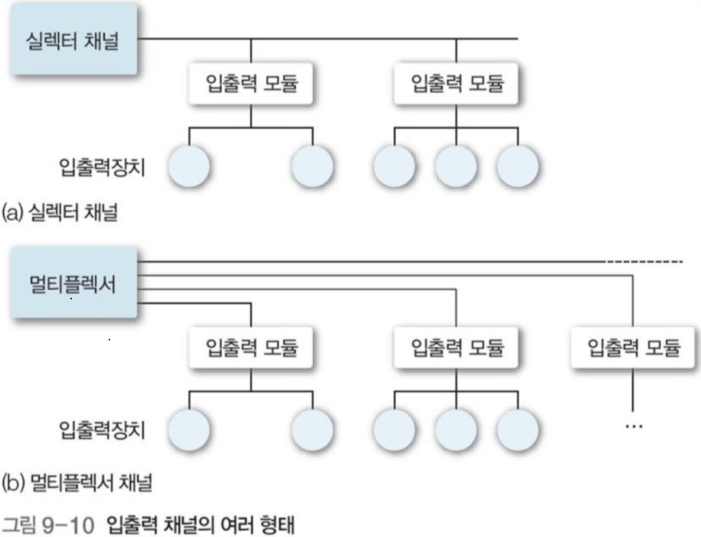 실렉터 채널
입출력 모듈
입출력 모듈
입출력장치
(a) 실렉터 채널
멀티플렉서
입출력 모듈
입출력 모듈
입출력 모듈
입출력장치
...
(b) 멀티플렉서 채널
그림 9-10 입출력 채널의 여러 형태